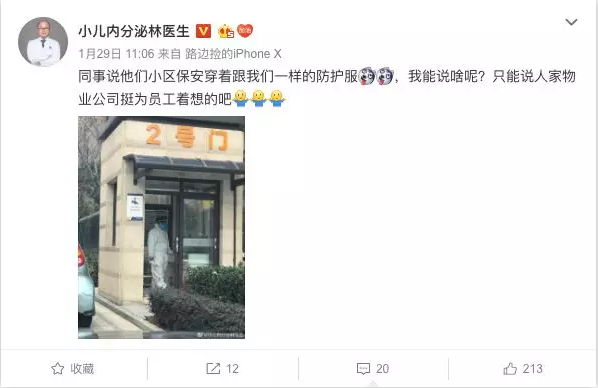 小儿内分泌林医生
1月29日 11:06 来自 路边捡的iPhone X
同事说他们小区保安穿着跟我们一样的防护服，我能说啥呢？只能说人家物
业公司挺为员工着想的吧
2号门
收藏
12
20
213